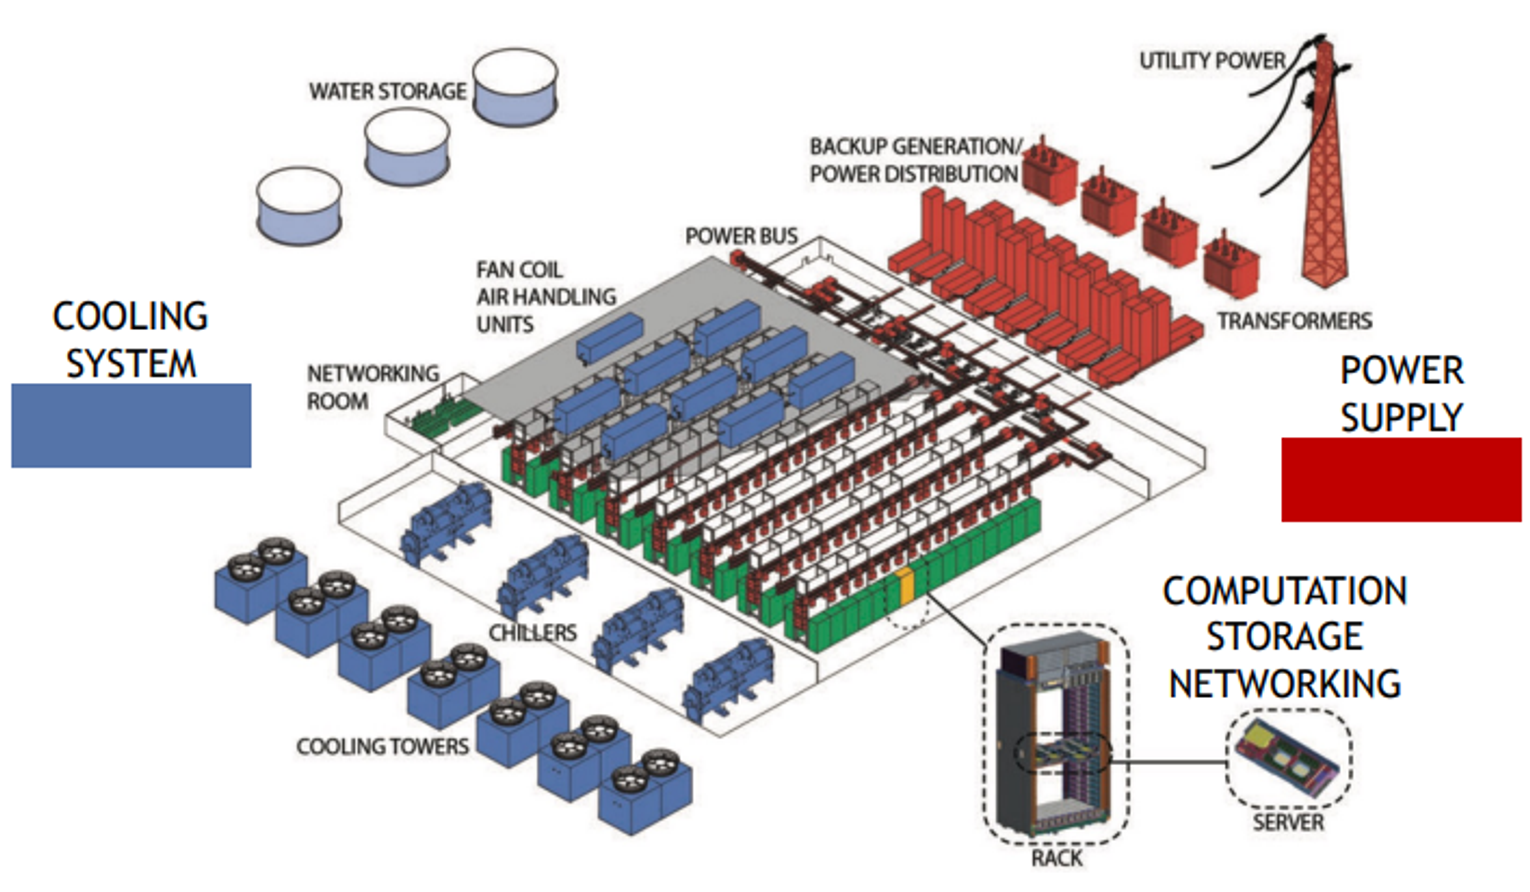 WATER STORAGE
UTILITY POWER
BACKUP GENERATION/
POWER DISTRIBUTION
POWER BUS
FAN COIL
AIR HANDLING
UNITS
TRANSFORMERS
COOLING
SYSTEM
NETWORKING
ROOM
POWER
SUPPLY
CHILLERS
COMPUTATION
STORAGE
NETWORKING
COOLING TOWERS
SERVER
RACK